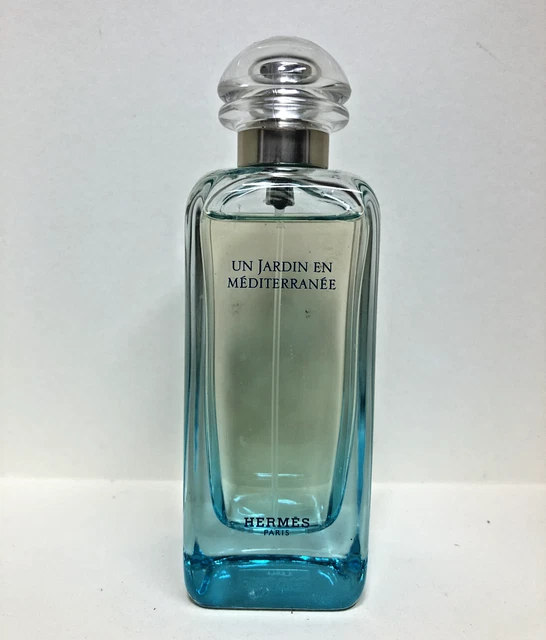 UN JARDIN EN
MÉDITERRANÉE
HERMÈS
PARIS